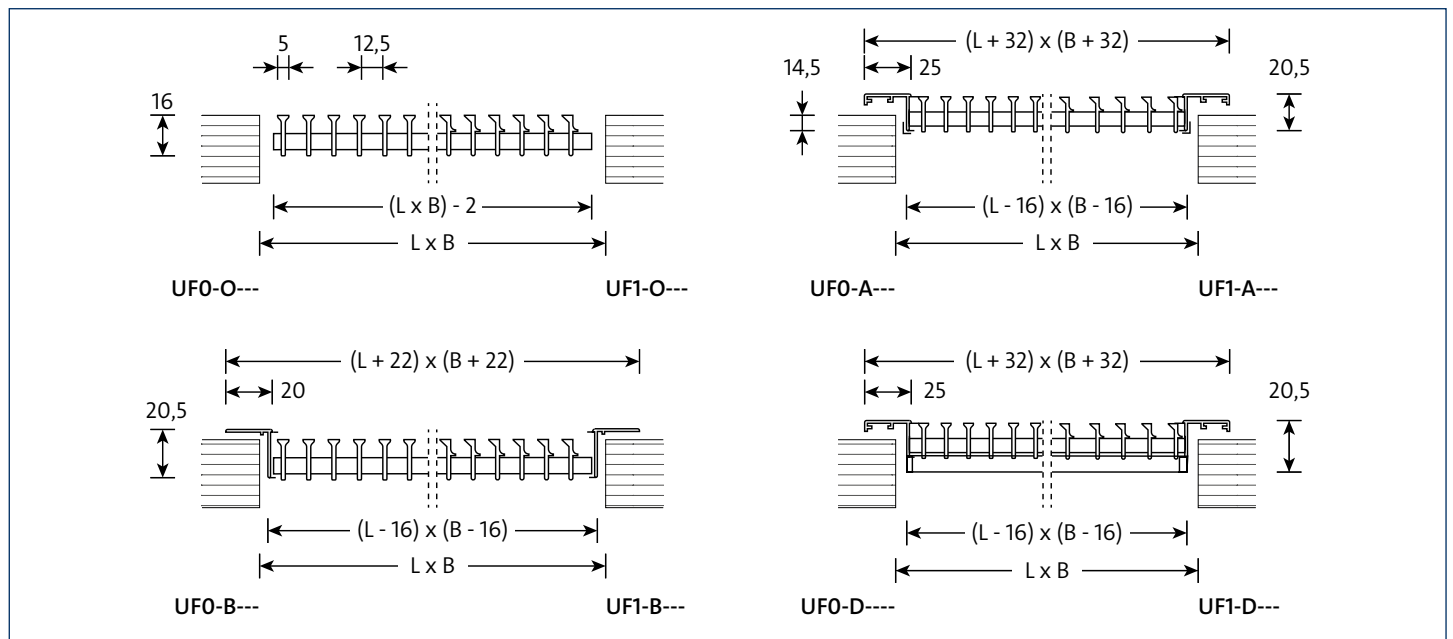 5
12,5
16
(L x B) - 2
L x B
UF0-O---
UF1-O---
(L + 32) x (B + 32)
14,5
25
20,5
(L - 16) x (B - 16)
L x B
UF0-A---
UF1-A---
(L + 22) x (B + 22)
20
20,5
(L - 16) x (B - 16)
L x B
UF0-B---
UF1-B---
(L + 32) x (B + 32)
25
20,5
(L - 16) x (B - 16)
L x B
UF0-D----
UF1-D---